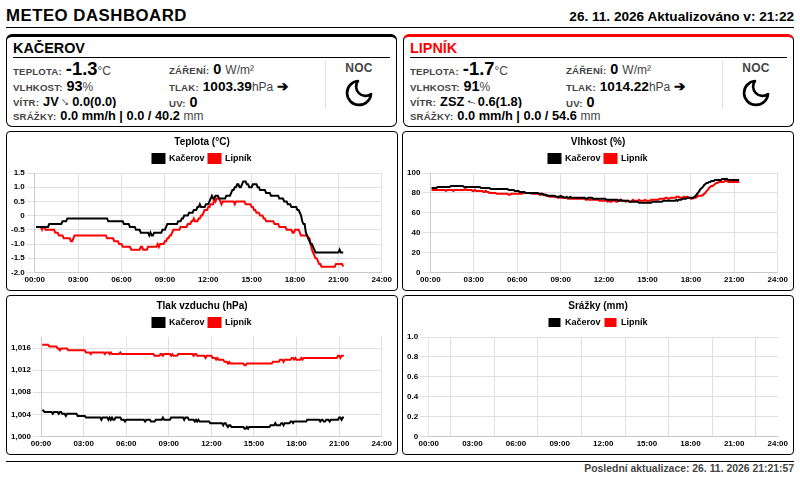 METEO DASHBOARD
26. 11. 2026 Aktualizováno v: 21:22
KAČEROV
TEPLOTA: -1.3°C
ZÁŘENÍ: 0 W/m²
VLHKOST: 93%
TLAK: 1003.39hPa ➔
VÍTR: JV → 0.0(0.0)
UV: 0
SRÁŽKY: 0.0 mm/h | 0.0 / 40.2 mm
NOC
LIPNÍK
TEPLOTA: -1.7°C
ZÁŘENÍ: 0 W/m²
VLHKOST: 91%
TLAK: 1014.22hPa ➔
VÍTR: ZSZ ← 0.6(1.8)
UV: 0
SRÁŽKY: 0.0 mm/h | 0.0 / 54.6 mm
NOC
Teplota (°C)
Kačerov Lipník
1.5
1.0
0.5
0
-0.5
-1.0
-1.5
-2.0
00:00 03:00 06:00 09:00 12:00 15:00 18:00 21:00 24:00
Vlhkost (%)
Kačerov Lipník
100
80
60
40
20
0
00:00 03:00 06:00 09:00 12:00 15:00 18:00 21:00 24:00
Tlak vzduchu (hPa)
Kačerov Lipník
1,016
1,012
1,008
1,004
1,000
00:00 03:00 06:00 09:00 12:00 15:00 18:00 21:00 24:00
Srážky (mm)
Kačerov Lipník
1.0
0.8
0.6
0.4
0.2
0
00:00 03:00 06:00 09:00 12:00 15:00 18:00 21:00 24:00
Poslední aktualizace: 26. 11. 2026 21:21:57